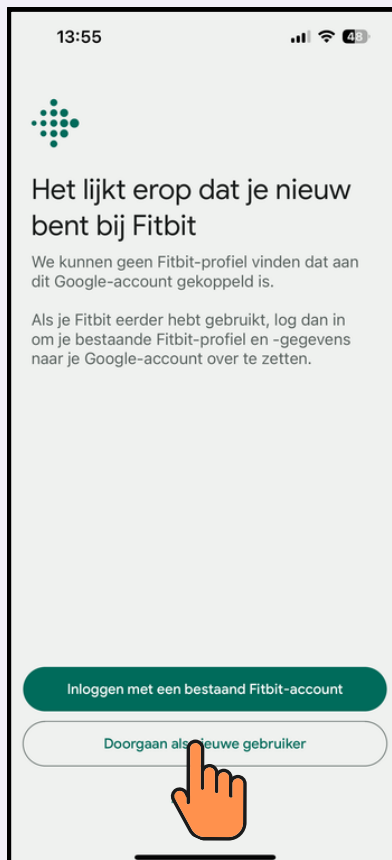 13:55
48
Het lijkt erop dat je nieuw
bent bij Fitbit
We kunnen geen Fitbit-profiel vinden dat aan
dit Google-account gekoppeld is.
Als je Fitbit eerder hebt gebruikt, log dan in
om je bestaande Fitbit-profiel en -gegevens
naar je Google-account over te zetten.
Inloggen met een bestaand Fitbit-account
Doorgaan als nieuwe gebruiker